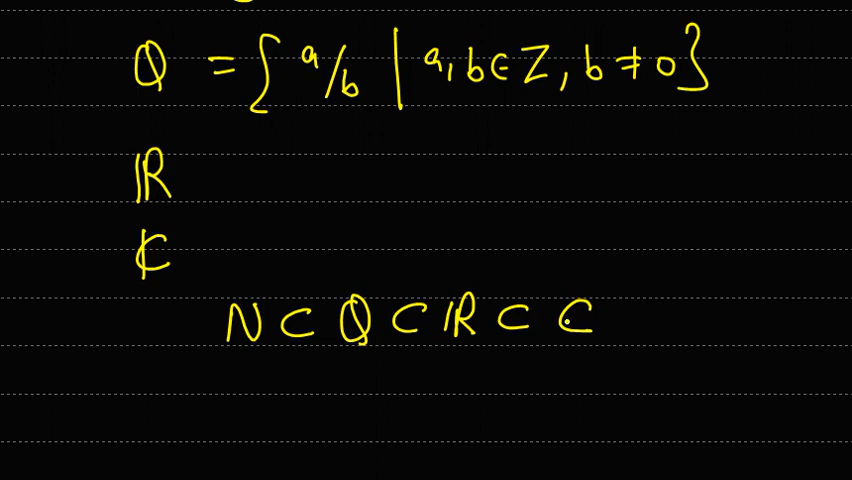 Q = { a/b | a, b ∈ Z, b ≠ 0 }
ℝ
ℂ
N ⊂ Q ⊂ ℝ ⊂ C